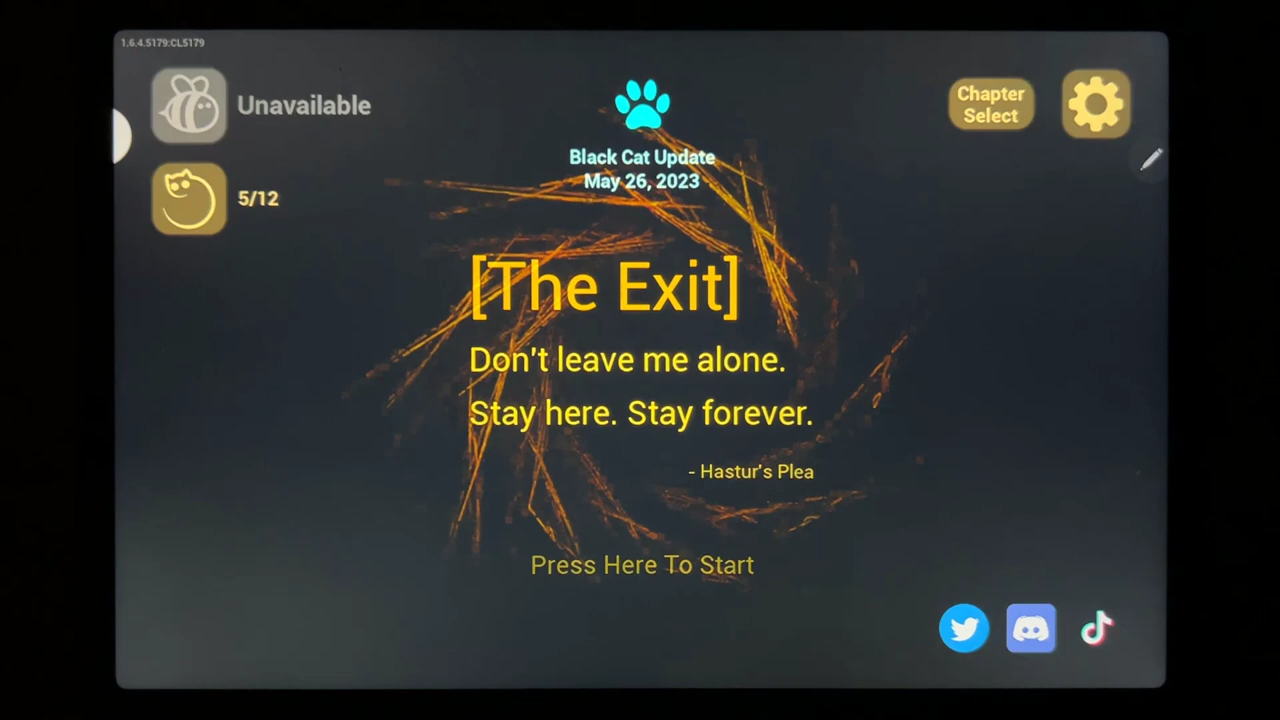 1.6.4.5179:CL5179
Unavailable
5/12
Black Cat Update
May 26, 2023
Chapter
Select
[The Exit]
Don't leave me alone.
Stay here. Stay forever.
- Hastur's Plea
Press Here To Start